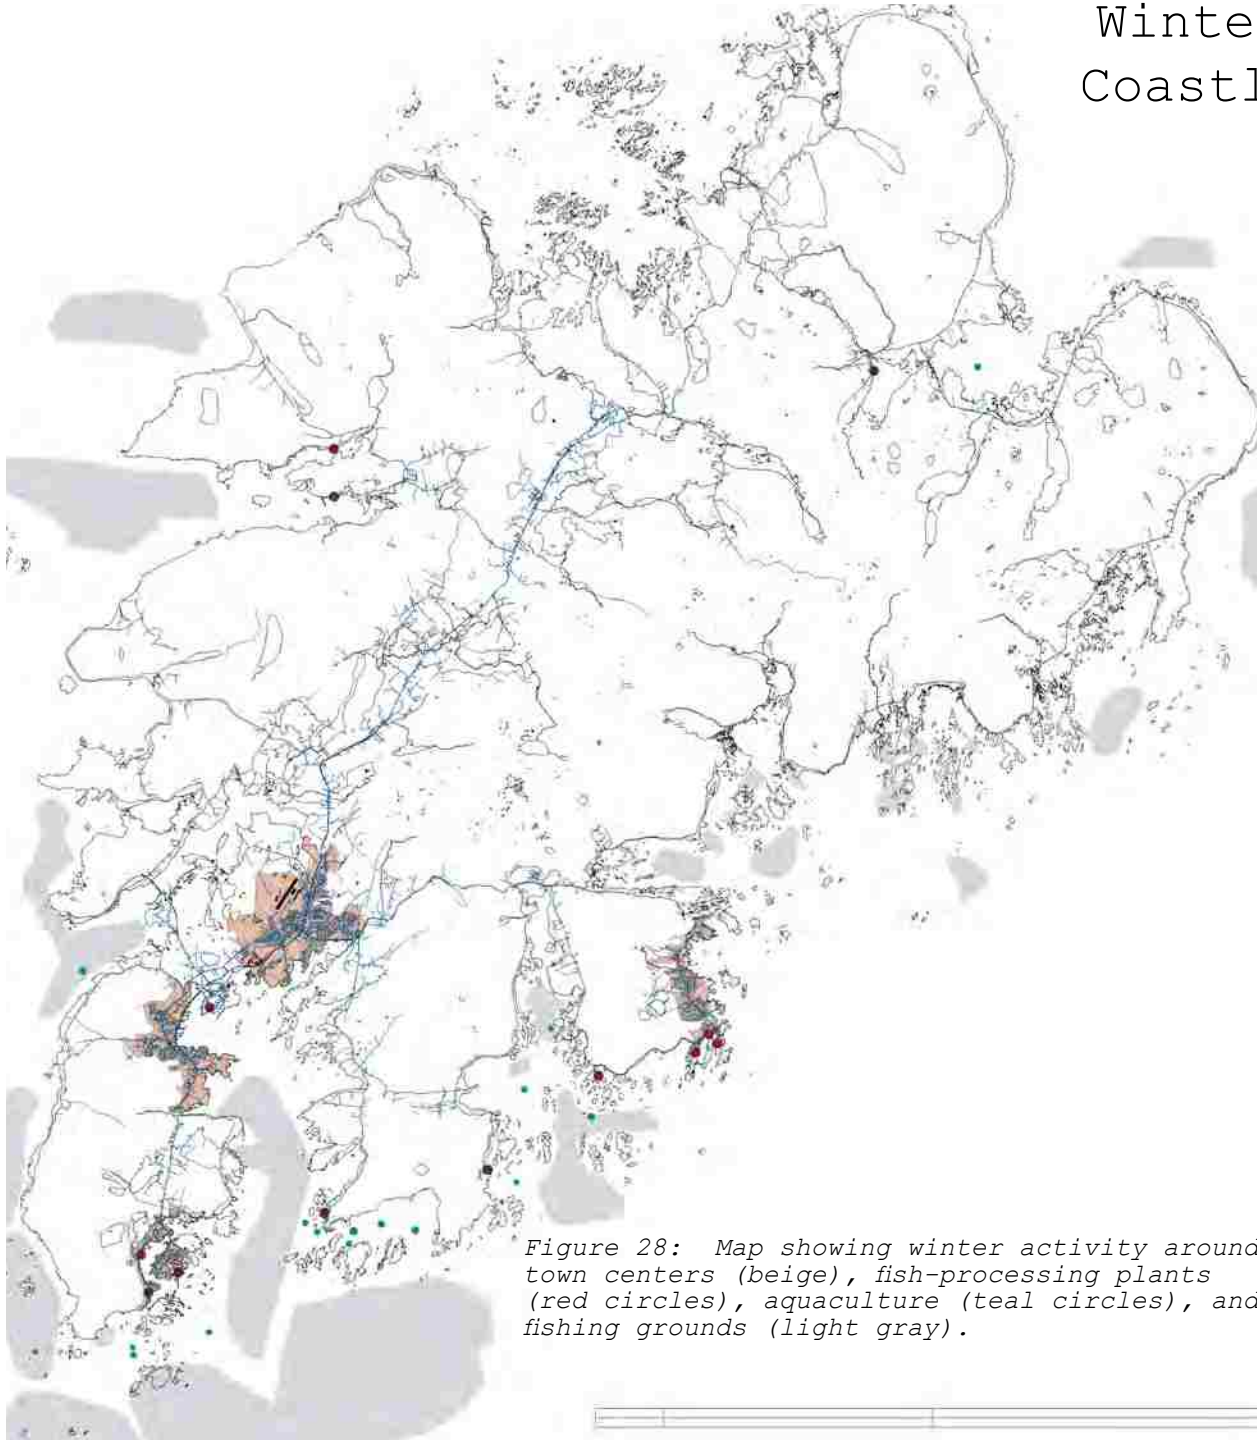 Winte
Coastl
Figure 28: Map showing winter activity around
town centers (beige), fish-processing plants
(red circles), aquaculture (teal circles), and
fishing grounds (light gray).